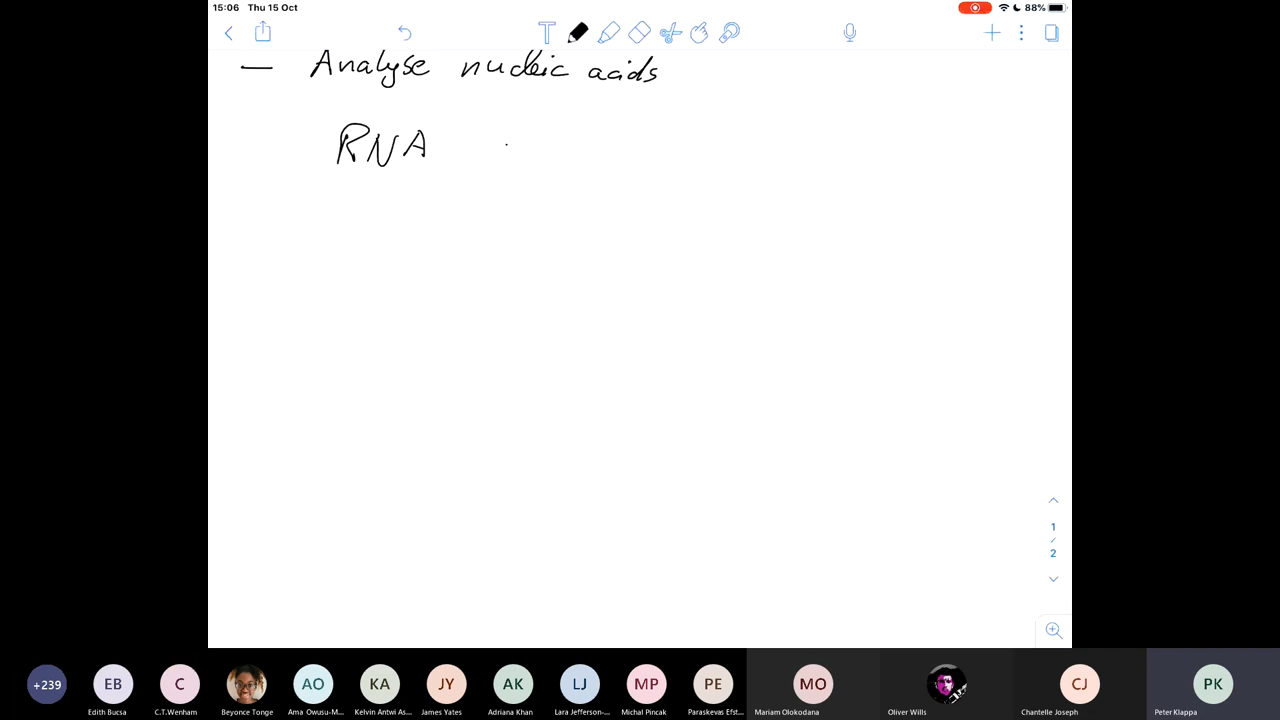 15:06 Thu 15 Oct 88%
T
— Analyse nucleic acids
RNA
1
/
2
+239 EB C AO KA JY AK LJ MP PE MO CJ PK
Edith Bucsa C.T.Wenham Beyonce Tonge Ama Owusu-M... Kelvin Antwi As... James Yates Adriana Khan Lara Jefferson-... Michal Pincak Paraskevas Efst... Mariam Olokodana Oliver Wills Chantelle Joseph Peter Klappa